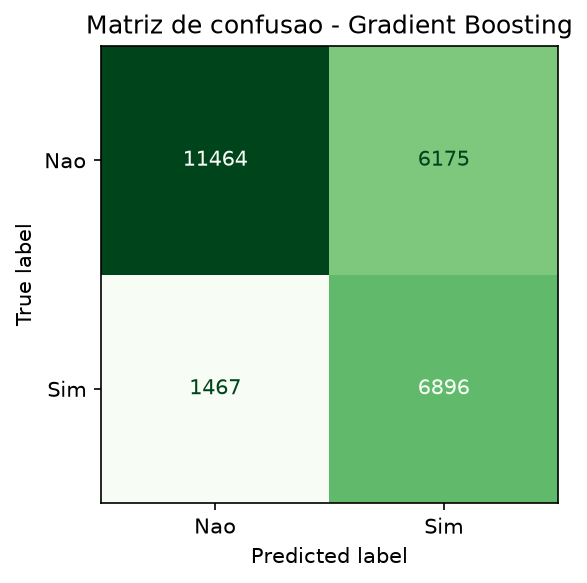 Matriz de confusao - Gradient Boosting
Nao
11464
6175
True label
Sim
1467
6896
Nao
Sim
Predicted label